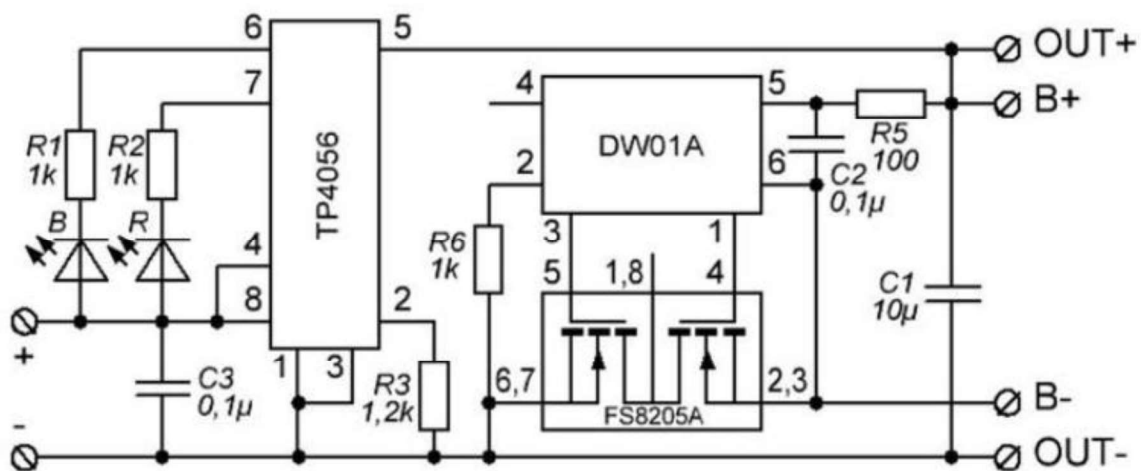 6
5
OUT+
7
4
5
B+
R1
1k
R2
1k
TP4056
DW01A
R5
100
2
6
C2
0,1µ
B
R
R6
1k
3
1
4
5
1,8
4
8
2
C1
10µ
+
1
3
C3
0,1µ
R3
1,2k
6,7
2,3
FS8205A
B-
-
OUT-